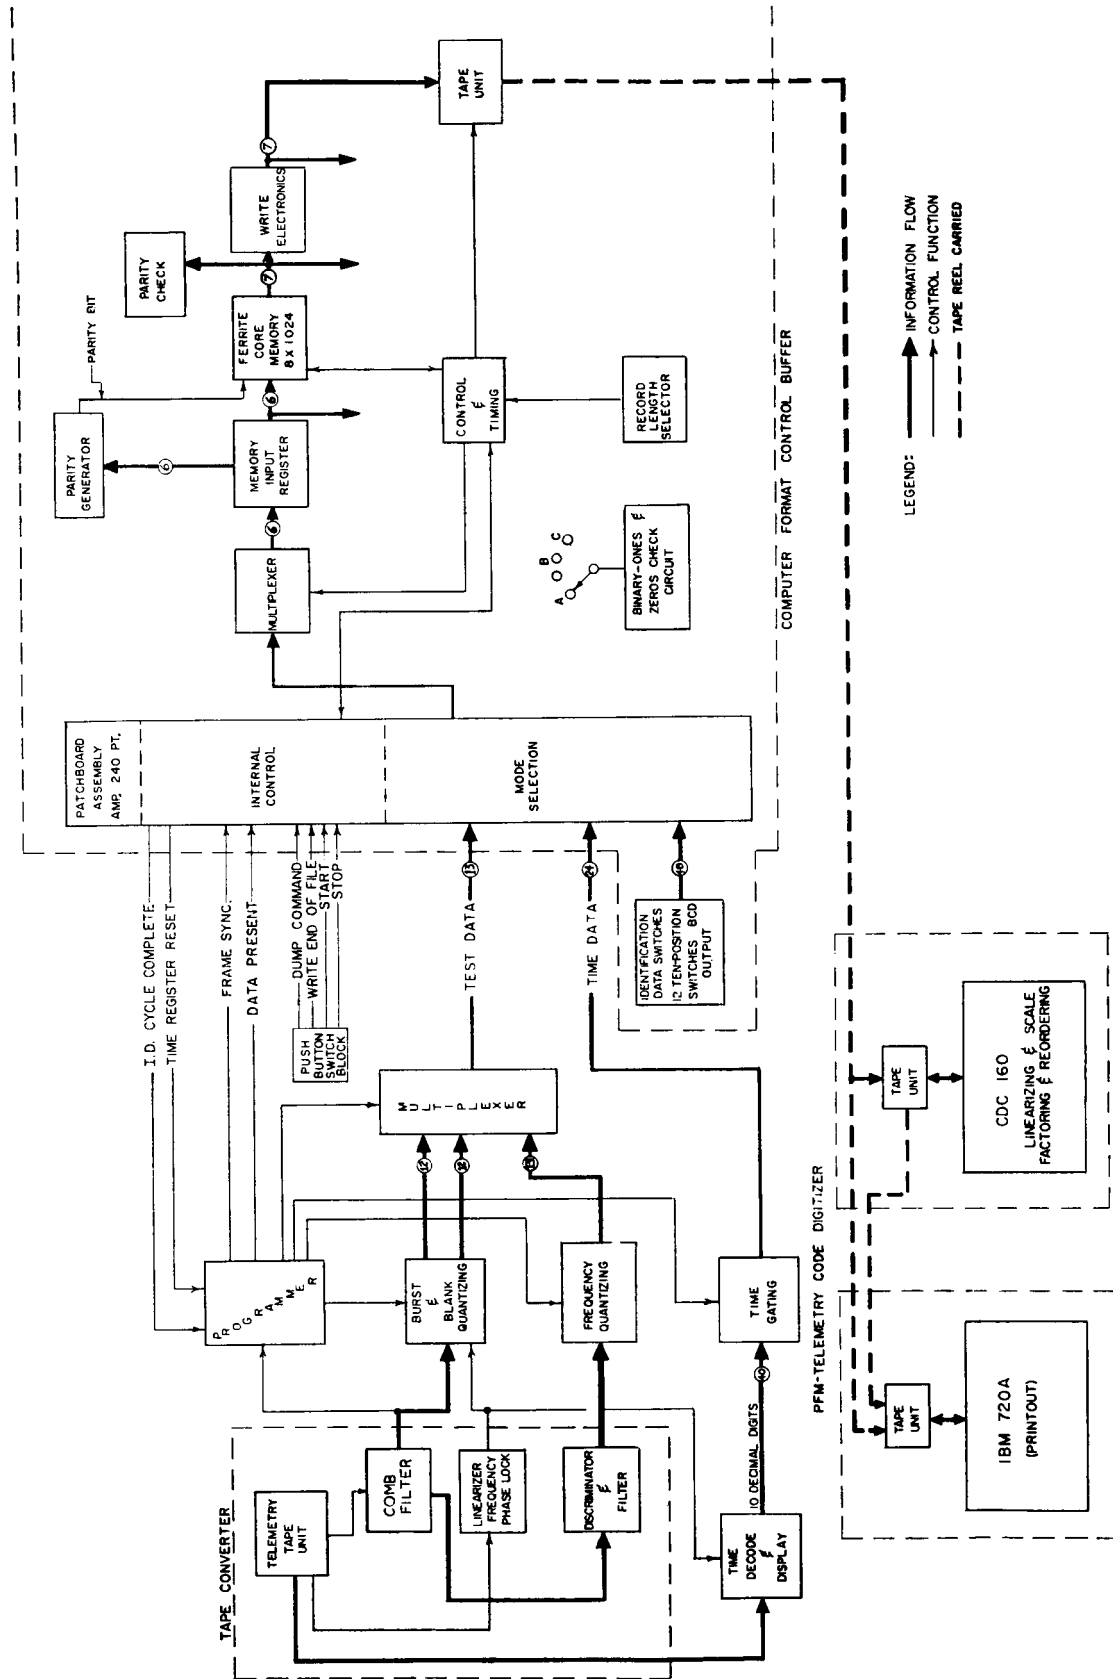 TAPE CONVERTER
TELEMETRY
TAPE
UNIT
COMB
FILTER
LINEARIZER
FREQUENCY
PHASE LOCK
DISCRIMINATOR
&
FILTER
TIME
DECODE
&
DISPLAY
10 DECIMAL DIGITS
40
PROGRAMMER
BURST
&
BLANK
QUANTIZING
FREQUENCY
QUANTIZING
TIME
GATING
12
12
13
MULTIPLEXER
PFM-TELEMETRY CODE DIGITIZER
I.D. CYCLE COMPLETE
TIME REGISTER RESET
FRAME SYNC.
DATA PRESENT
PUSH
BUTTON
SWITCH
BLOCK
DUMP COMMAND
WRITE END OF FILE
START
STOP
TEST DATA
13
TIME DATA
24
IDENTIFICATION
DATA SWITCHES
12 TEN-POSITION
SWITCHES BCD
OUTPUT
48
PATCHBOARD
ASSEMBLY
AMP, 240 PT.
INTERNAL
CONTROL
MODE
SELECTION
MULTIPLEXER
6
MEMORY
INPUT
REGISTER
6
PARITY
GENERATOR
PARITY BIT
6
FERRITE
CORE
MEMORY
8 X 1024
7
PARITY
CHECK
WRITE
ELECTRONICS
7
TAPE
UNIT
CONTROL
&
TIMING
RECORD
LENGTH
SELECTOR
A
B
C
BINARY-ONES &
ZEROS CHECK
CIRCUIT
COMPUTER FORMAT CONTROL BUFFER
LEGEND:
INFORMATION FLOW
CONTROL FUNCTION
TAPE REEL CARRIED
TAPE
UNIT
IBM 720A
(PRINTOUT)
TAPE
UNIT
CDC 160
LINEARIZING & SCALE
FACTORING & REORDERING